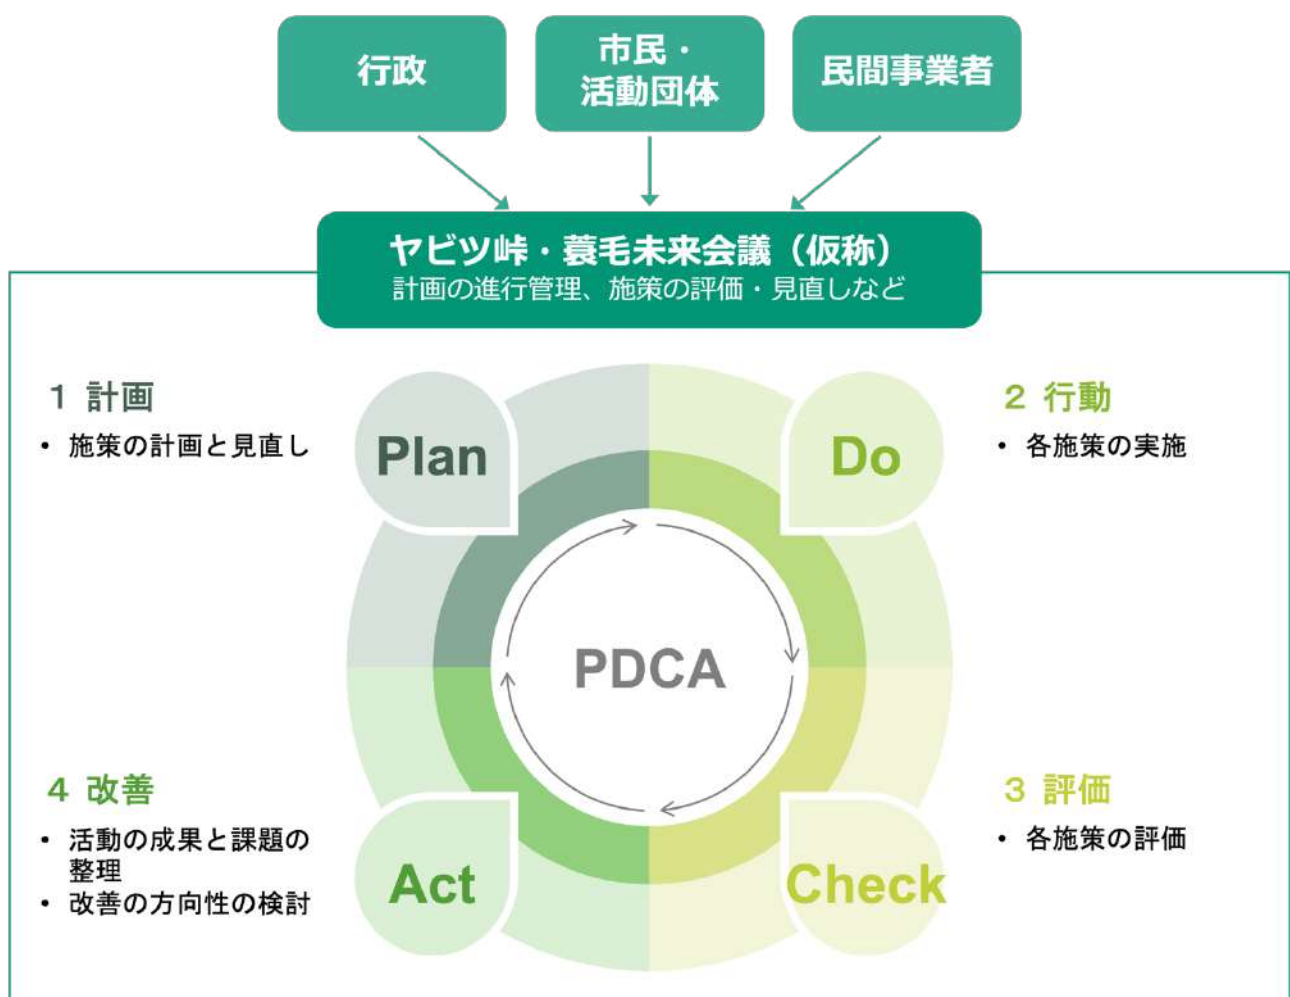 行政
市民・
活動団体
民間事業者
ヤビツ峠・蓑毛未来会議（仮称）
計画の進行管理、施策の評価・見直しなど
1 計画
• 施策の計画と見直し
Plan
Do
2 行動
• 各施策の実施
PDCA
4 改善
• 活動の成果と課題の
整理
• 改善の方向性の検討
Act
Check
3 評価
• 各施策の評価